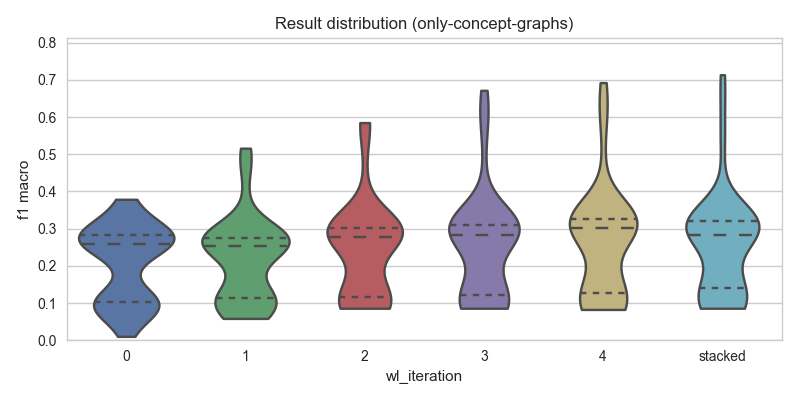 Result distribution (only-concept-graphs)
f1 macro
0.8
0.7
0.6
0.5
0.4
0.3
0.2
0.1
0.0
0 1 2 3 4 stacked
wl_iteration